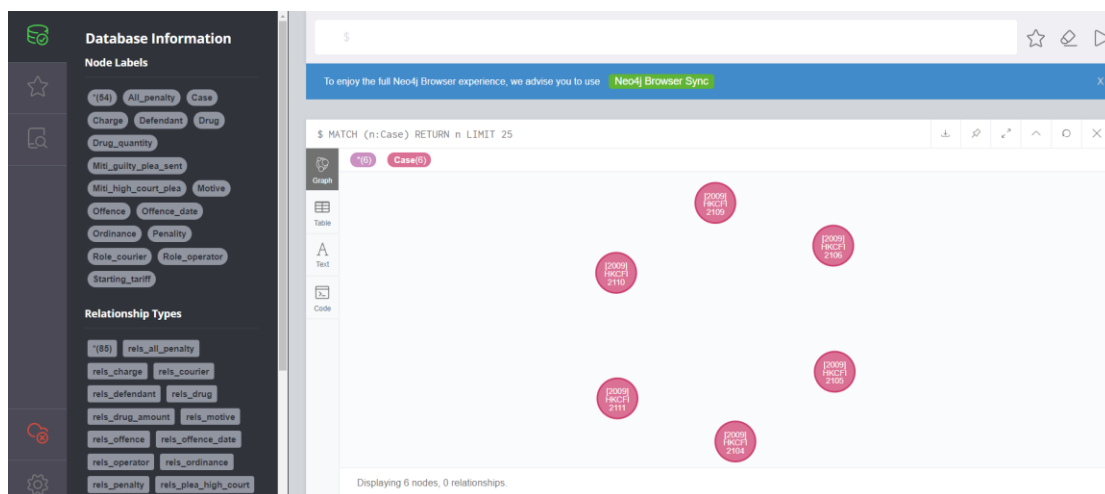 Database Information
Node Labels
*(54) All_penalty Case
Charge Defendant Drug
Drug_quantity
Miti_guilty_plea_sent
Miti_high_court_plea Motive
Offence Offence_date
Ordinance Penality
Role_courier Role_operator
Starting_tariff
Relationship Types
*(85) rels_all_penalty
rels_charge rels_courier
rels_defendant rels_drug
rels_drug_amount rels_motive
rels_offence rels_offence_date
rels_operator rels_ordinance
rels_penalty rels_plea_high_court
$
To enjoy the full Neo4j Browser experience, we advise you to use Neo4j Browser Sync X
$ MATCH (n:Case) RETURN n LIMIT 25
*(6) Case(6)
Graph
Table
Text
Code
[2009]
HKCFI
2109
[2009]
HKCFI
2106
[2009]
HKCFI
2110
[2009]
HKCFI
2105
[2009]
HKCFI
2111
[2009]
HKCFI
2104
Displaying 6 nodes, 0 relationships.